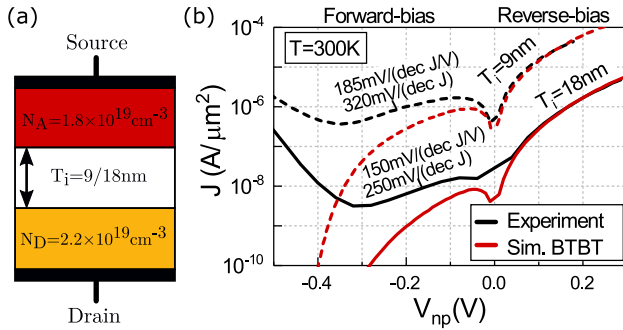 (a)
Source
N_A=1.8×10^19cm^-3
T_i=9/18nm
N_D=2.2×10^19cm^-3
Drain
(b)
Forward-bias
Reverse-bias
T=300K
185mV/(dec J/V)
320mV/(dec J)
T_i=9nm
T_i=18nm
150mV/(dec J/V)
250mV/(dec J)
Experiment
Sim. BTBT
J (A/μm²)
10^-4
10^-6
10^-8
10^-10
-0.4
-0.2
0.0
0.2
V_np(V)